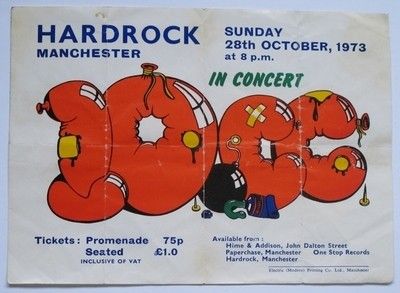 HARDROCK
MANCHESTER
SUNDAY
28th OCTOBER, 1973
at 8 p.m.
IN CONCERT
10cc
Tickets: Promenade 75p
Seated £1.0
INCLUSIVE OF VAT
Available from:
Hime & Addison, John Dalton Street
Paperchase, Manchester One Stop Records
Hardrock, Manchester
Electric (Modern) Printing Co. Ltd., Manchester